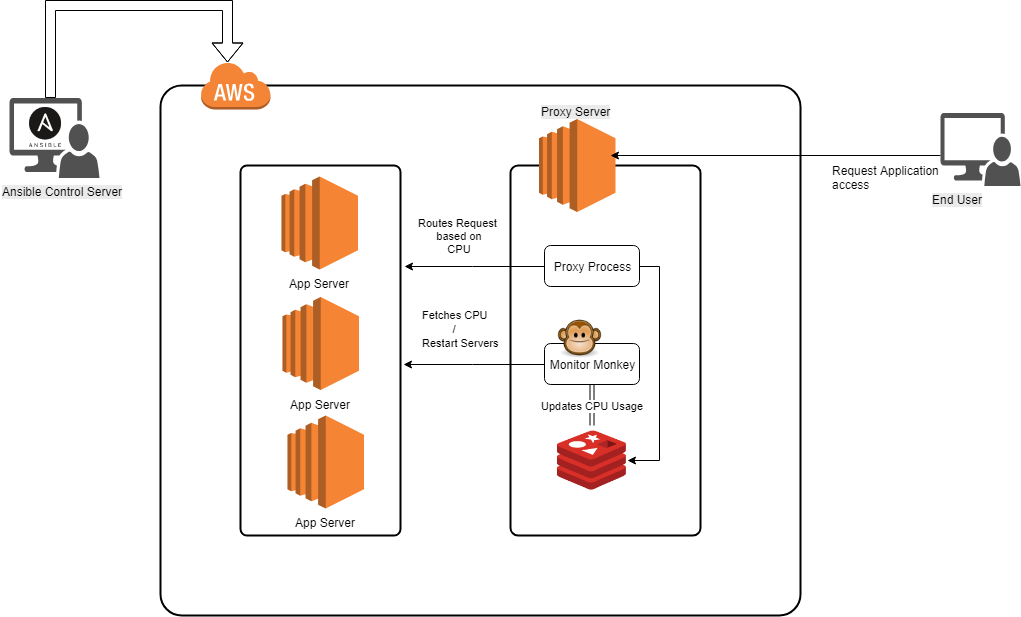 AWS
Proxy Server
ANSIBLE
Ansible Control Server
Request Application
access
End User
Routes Request
based on
CPU
App Server
Proxy Process
Fetches CPU
/
Restart Servers
Monitor Monkey
App Server
Updates CPU Usage
App Server